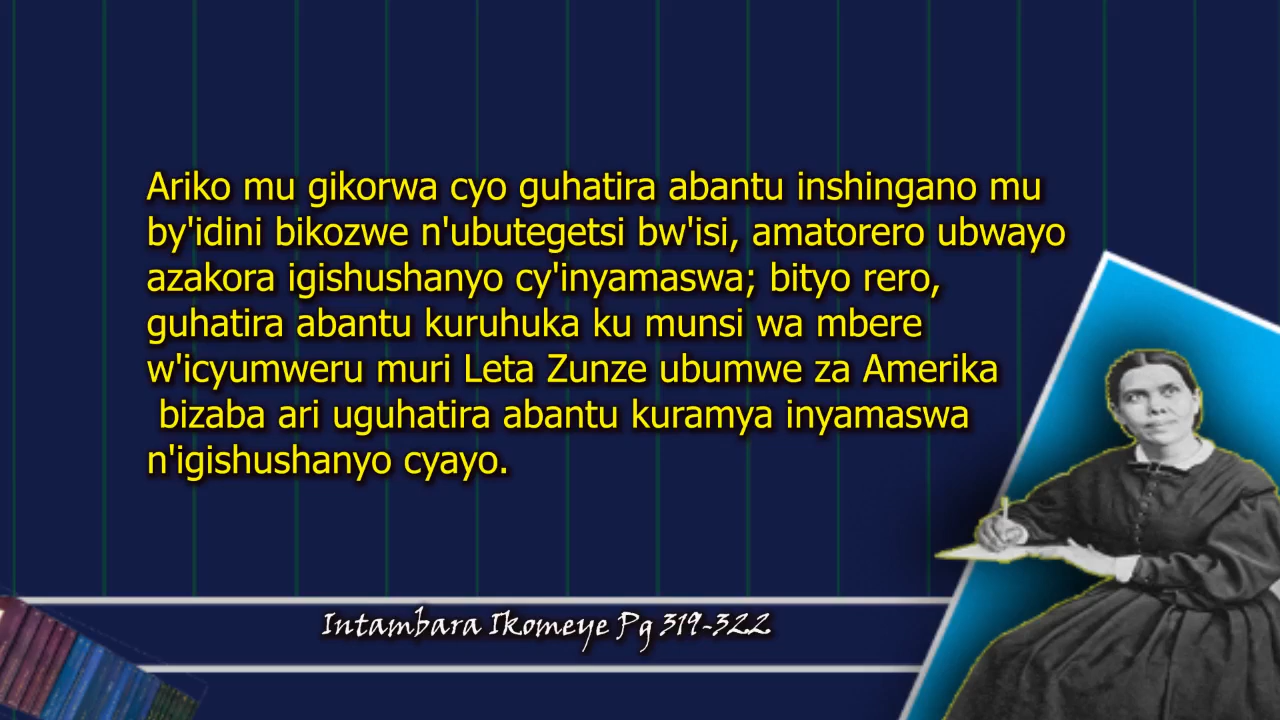 Ariko mu gikorwa cyo guhatira abantu inshingano mu
by'idini bikozwe n'ubutegetsi bw'isi, amatorero ubwayo
azakora igishushanyo cy'inyamaswa; bityo rero,
guhatira abantu kuruhuka ku munsi wa mbere
w'icyumweru muri Leta Zunze ubumwe za Amerika
bizaba ari uguhatira abantu kuramya inyamaswa
n'igishushanyo cyayo.
Intambara Ikomeye Pg 319-322